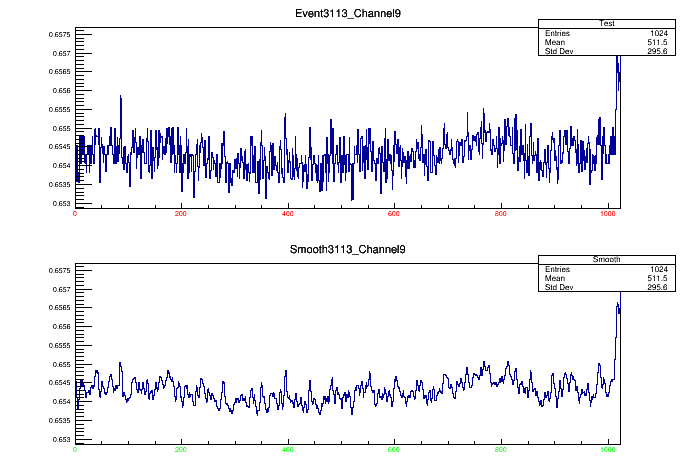 Event3113_Channel9
Test
Entries 1024
Mean 511.5
Std Dev 295.6
0.6575
0.657
0.6565
0.656
0.6555
0.655
0.6545
0.654
0.6535
0.653
0 200 400 600 800 1000
Smooth3113_Channel9
Smooth
Entries 1024
Mean 511.5
Std Dev 295.6
0.6575
0.657
0.6565
0.656
0.6555
0.655
0.6545
0.654
0.6535
0.653
0 200 400 600 800 1000